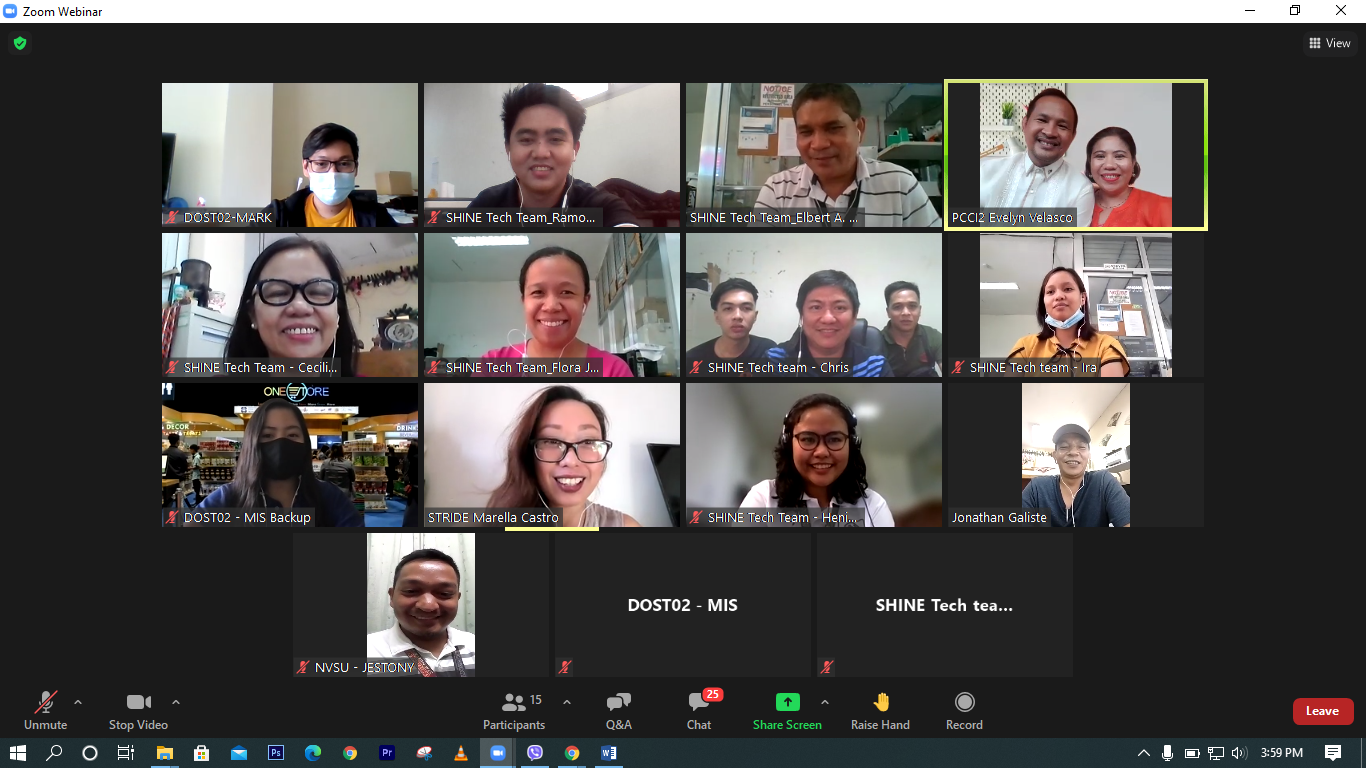 Zoom Webinar
View
DOST02-MARK
SHINE Tech Team_Ramo...
NOTICE
SHINE Tech Team_Elbert A. ...
PCCI2 Evelyn Velasco
SHINE Tech Team - Cecili...
SHINE Tech Team_Flora J...
SHINE Tech team - Chris
SHINE Tech team - Ira
ONE STORE
DECOR
DRINK
DOST02 - MIS Backup
STRIDE Marella Castro
SHINE Tech Team - Heni...
Jonathan Galiste
NVSU - JESTONY
DOST02 - MIS
SHINE Tech tea...
Unmute
Stop Video
15
Participants
Q&A
25
Chat
Share Screen
Raise Hand
Record
Leave
Ps
Pr
W
3:59 PM